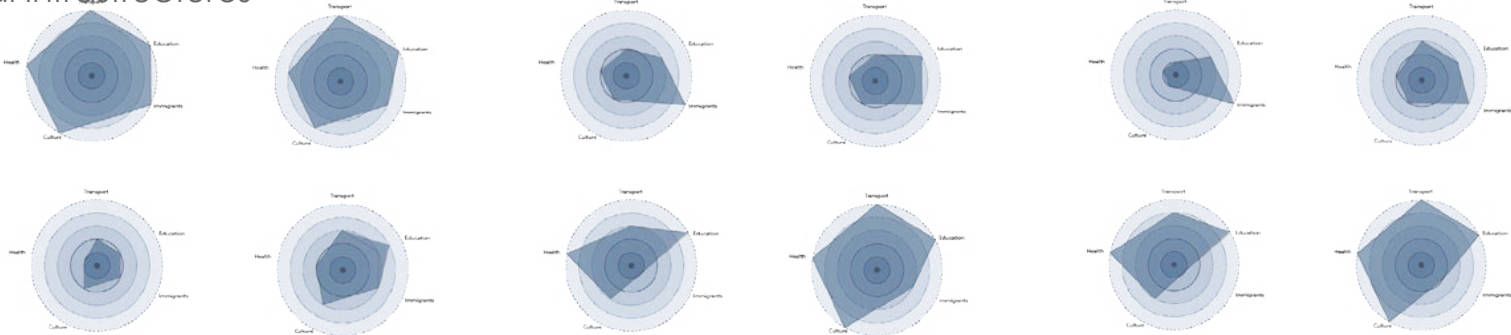 Transport
Transport
Transport
Transport
Transport
Education
Education
Education
Education
Education
Education
Health
Health
Health
Health
Health
Health
Immigrants
Immigrants
Immigrants
Immigrants
Immigrants
Immigrants
Culture
Culture
Culture
Culture
Culture
Culture
Transport
Transport
Transport
Transport
Transport
Transport
Education
Education
Education
Education
Education
Education
Health
Health
Health
Health
Health
Health
Immigrants
Immigrants
Immigrants
Immigrants
Immigrants
Immigrants
Culture
Culture
Culture
Culture
Culture
Culture